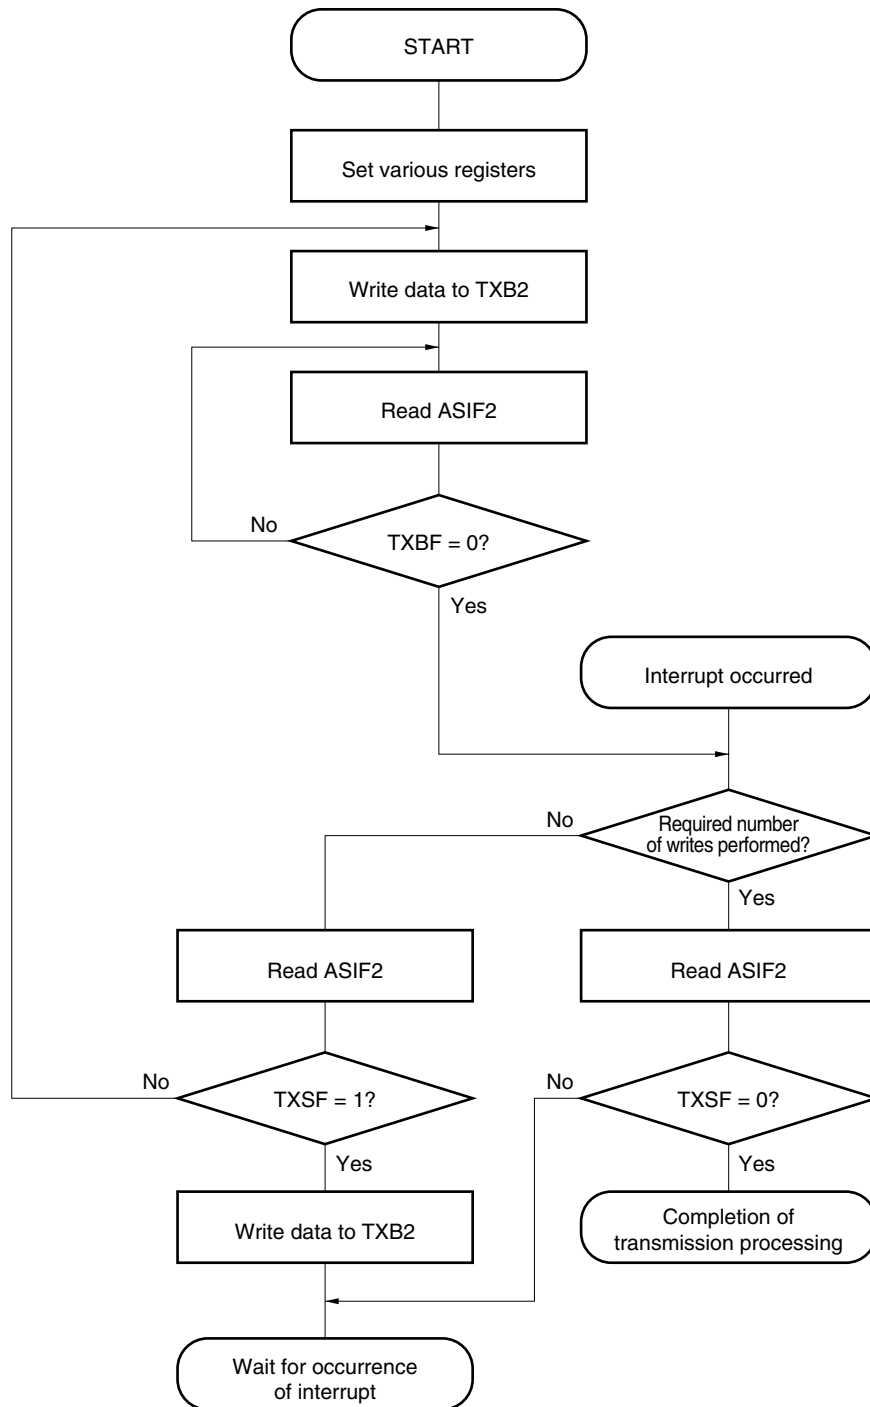 START
Set various registers
Write data to TXB2
Read ASIF2
No
TXBF = 0?
Yes
Interrupt occurred
No
Required number
of writes performed?
Yes
Read ASIF2
Read ASIF2
No
TXSF = 1?
No
TXSF = 0?
Yes
Yes
Write data to TXB2
Completion of
transmission processing
Wait for occurrence
of interrupt